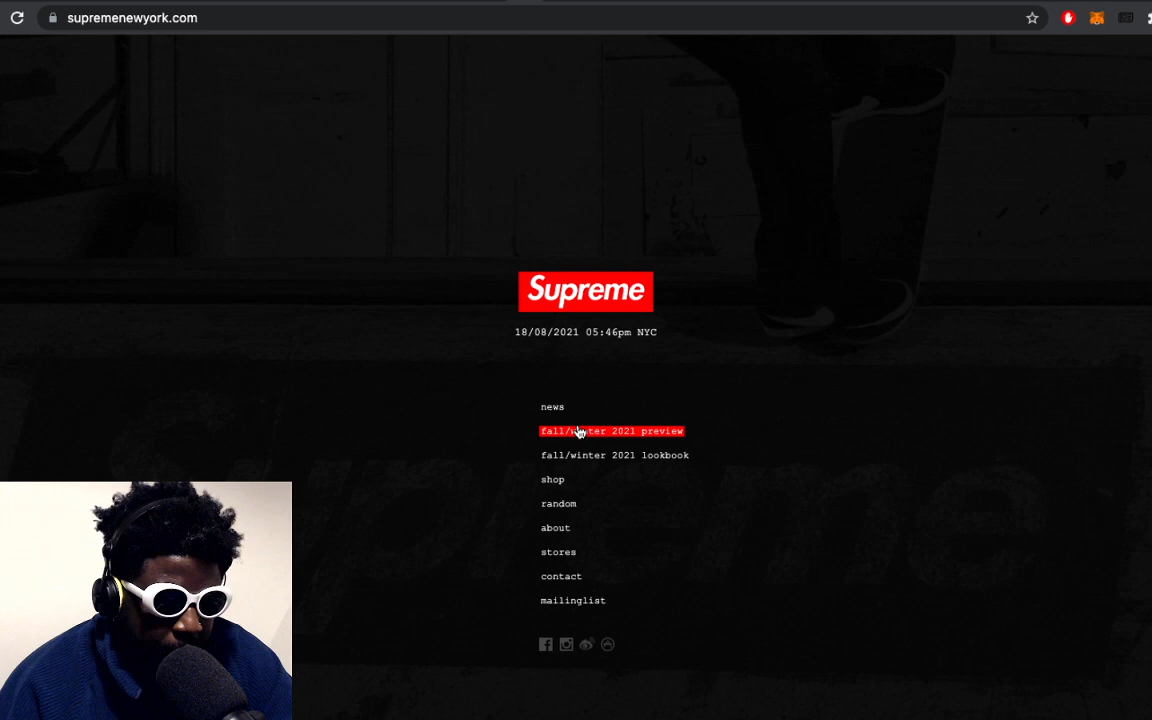 supremenewyork.com
Supreme
18/08/2021 05:46pm NYC
news
fall/winter 2021 preview
fall/winter 2021 lookbook
shop
random
about
stores
contact
mailinglist
Supreme